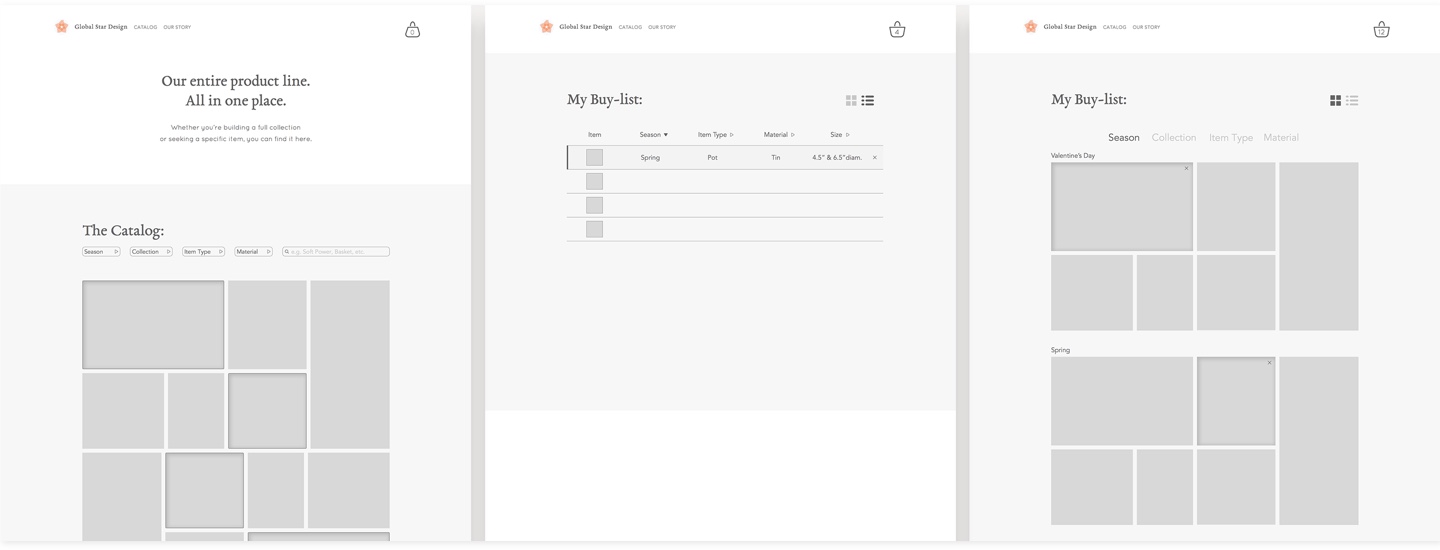 Global Star Design CATALOG OUR STORY 0
Our entire product line.
All in one place.
Whether you're building a full collection
or seeking a specific item, you can find it here.
The Catalog:
Season Collection Item Type Material e.g. Soft Power, Basket, etc.
Global Star Design CATALOG OUR STORY 4
My Buy-list:
Item Season Item Type Material Size
Spring Pot Tin 4.5" & 6.5"diam. ×
Global Star Design CATALOG OUR STORY 12
My Buy-list:
Season Collection Item Type Material
Valentine's Day
×
Spring
×